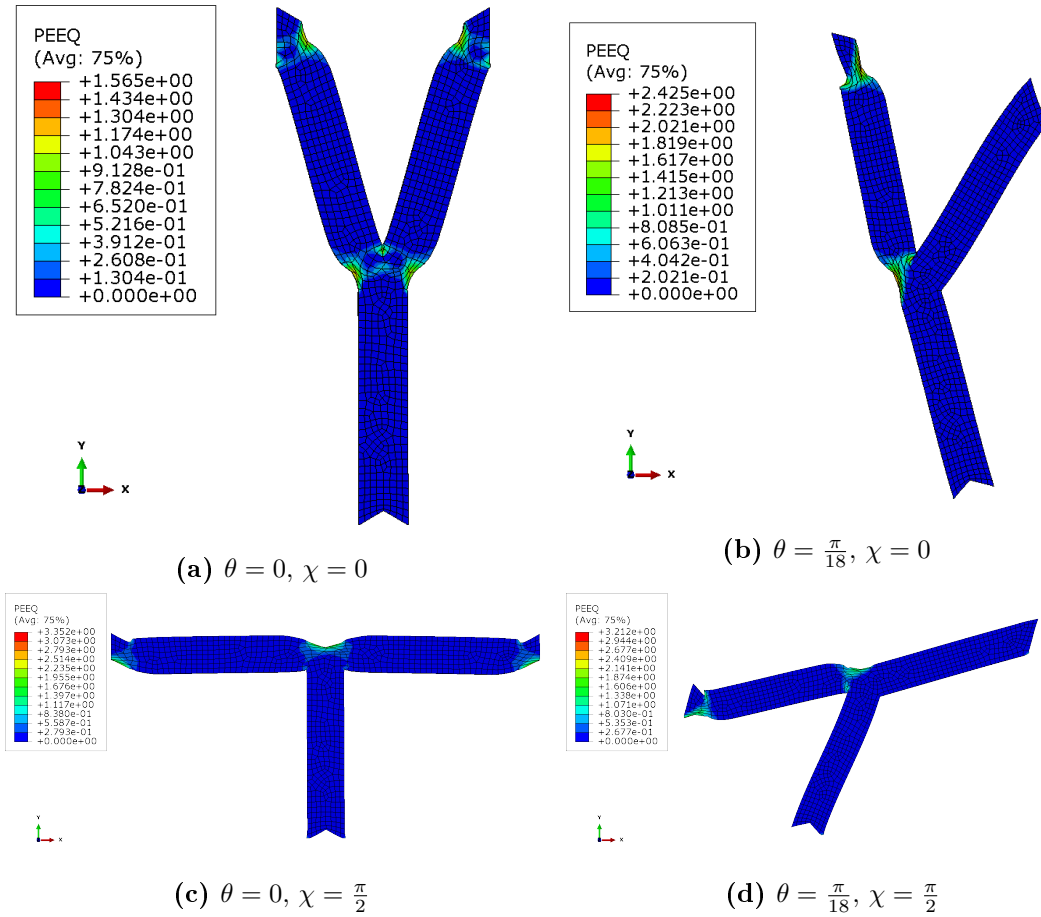 PEEQ
(Avg: 75%)
+1.565e+00
+1.434e+00
+1.304e+00
+1.174e+00
+1.043e+00
+9.128e-01
+7.824e-01
+6.520e-01
+5.216e-01
+3.912e-01
+2.608e-01
+1.304e-01
+0.000e+00
Y
X
(a) θ = 0, χ = 0
PEEQ
(Avg: 75%)
+2.425e+00
+2.223e+00
+2.021e+00
+1.819e+00
+1.617e+00
+1.415e+00
+1.213e+00
+1.011e+00
+8.085e-01
+6.063e-01
+4.042e-01
+2.021e-01
+0.000e+00
Y
X
(b) θ = π/18, χ = 0
PEEQ
(Avg: 75%)
+3.352e+00
+3.073e+00
+2.793e+00
+2.514e+00
+2.235e+00
+1.955e+00
+1.676e+00
+1.397e+00
+1.117e+00
+8.380e-01
+5.587e-01
+2.793e-01
+0.000e+00
Y
X
(c) θ = 0, χ = π/2
PEEQ
(Avg: 75%)
+3.212e+00
+2.944e+00
+2.677e+00
+2.409e+00
+2.141e+00
+1.874e+00
+1.606e+00
+1.338e+00
+1.071e+00
+8.030e-01
+5.353e-01
+2.677e-01
+0.000e+00
Y
X
(d) θ = π/18, χ = π/2